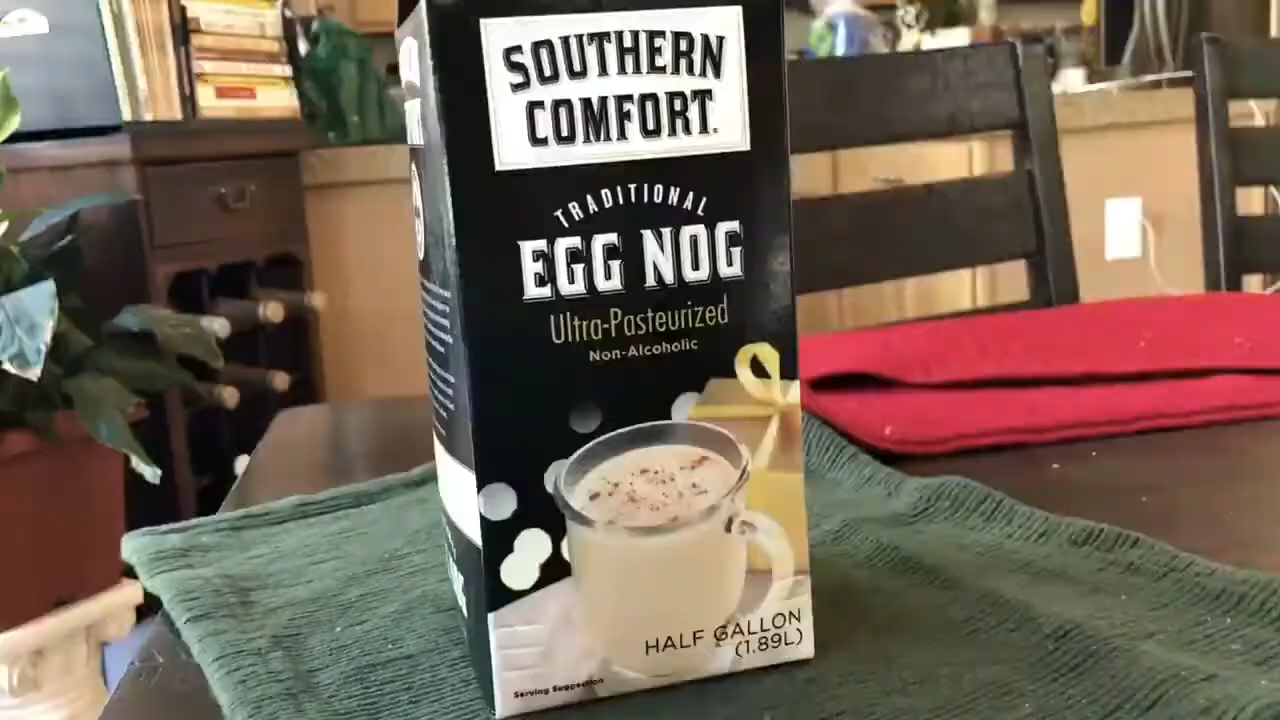 SOUTHERN
COMFORT.
TRADITIONAL
EGG NOG
Ultra-Pasteurized
Non-Alcoholic
HALF GALLON
(1.89L)
Serving Suggestion